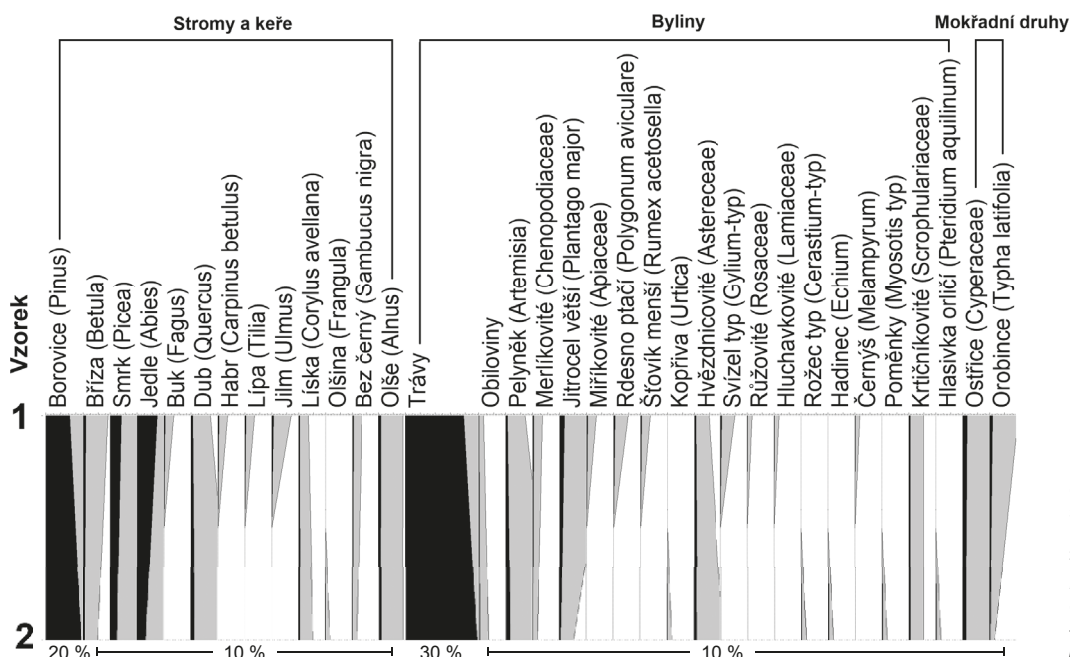 Stromy a keře
Byliny
Mokřadní druhy
Vzorek
Borovice (Pinus)
Bříza (Betula)
Smrk (Picea)
Jedle (Abies)
Buk (Fagus)
Dub (Quercus)
Habr (Carpinus betulus)
Lípa (Tilia)
Jilm (Ulmus)
Líska (Corylus avellana)
Olšina (Frangula)
Bez černý (Sambucus nigra)
Olše (Alnus)
Trávy
Obiloviny
Pelyněk (Artemisia)
Merlíkovité (Chenopodiaceae)
Jitrocel větší (Plantago major)
Miříkovité (Apiaceae)
Rdesno ptačí (Polygonum aviculare)
Šťovik menší (Rumex acetosella)
Kopřiva (Urtica)
Hvězdnicovité (Astereceae)
Svízel typ (Gylium-typ)
Růžovité (Rosaceae)
Hluchavkovité (Lamiaceae)
Rožec typ (Cerastium-typ)
Hadinec (Echium)
Černýš (Melampyrum)
Poměnky (Myosotis typ)
Krtičníkovité (Scrophulariaceae)
Hlasivka orličí (Pteridium aquilinum)
Ostřice (Cyperaceae)
Orobince (Typha latifolia)
1
2
20 %
10 %
30 %
10 %